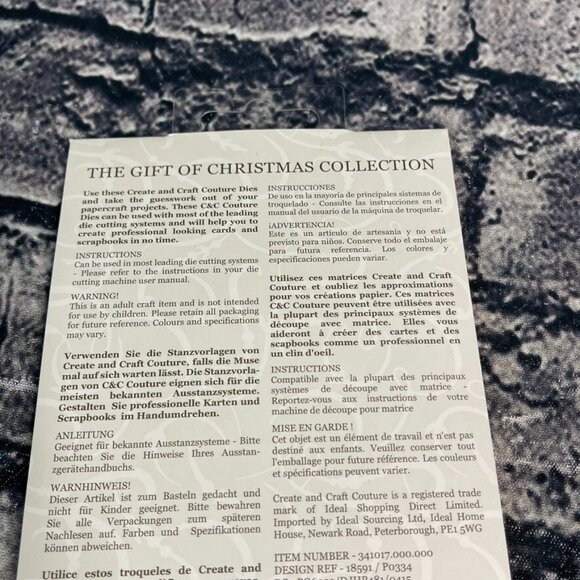 THE GIFT OF CHRISTMAS COLLECTION
Use these Create and Craft Couture Dies
and take the guesswork out of your
papercraft projects. These C&C Couture
Dies can be used with most of the leading
die cutting systems and will help you to
create professional looking cards and
scrapbooks in no time.
INSTRUCTIONS
Can be used in most leading die cutting systems
- Please refer to the instructions in your die
cutting machine user manual.
WARNING!
This is an adult craft item and is not intended
for use by children. Please retain all packaging
for future reference. Colours and specifications
may vary.
Verwenden Sie die Stanzvorlagen von
Create and Craft Couture, falls die Muse
mal auf sich warten lässt. Die Stanzvorla-
gen von C&C Couture eignen sich für die
meisten bekannten Ausstanzsysteme.
Gestalten Sie professionelle Karten und
Scrapbooks im Handumdrehen.
ANLEITUNG
Geeignet für bekannte Ausstanzsysteme - Bitte
beachten Sie die Hinweise Ihres Ausstan-
zgerätehandbuchs.
WARNHINWEIS!
Dieser Artikel ist zum Basteln gedacht und
nicht für Kinder geeignet. Bitte bewahren
Sie alle Verpackungen zum späteren
Nachlesen auf. Farben und Spezifikationen
können abweichen.
Utilice estos troqueles de Create and
INSTRUCCIONES
De uso en la mayoría de principales sistemas de
troquelado - Consulte las instrucciones en el
manual del usuario de la máquina de troquelar.
¡ADVERTENCIA!
Este es un artículo de artesanía y no está
previsto para niños. Conserve todo el embalaje
para futura referencia. Los colores y
especificaciones pueden variar.
Utilisez ces matrices Create and Craft
Couture et oubliez les approximations
pour vos créations papier. Ces matrices
C&C Couture peuvent être utilisées avec
la plupart des principaux systèmes de
découpe avec matrice. Elles vous
aideront à créer des cartes et des
scapbooks comme un professionnel en
un clin d'oeil.
INSTRUCTIONS
Compatible avec la plupart des principaux
systèmes de découpe avec matrice -
Reportez-vous aux instructions de votre
machine de découpe pour matrice
MISE EN GARDE !
Cet objet est un élément de travail et n'est pas
destiné aux enfants. Veuillez conserver tout
l'emballage pour future référence. Les couleurs
et spécifications peuvent varier.
Create and Craft Couture is a registered trade
mark of Ideal Shopping Direct Limited.
Imported by Ideal Sourcing Ltd, Ideal Home
House, Newark Road, Peterborough, PE1 5WG
ITEM NUMBER - 341017.000.000
DESIGN REF - 18591 / P0334